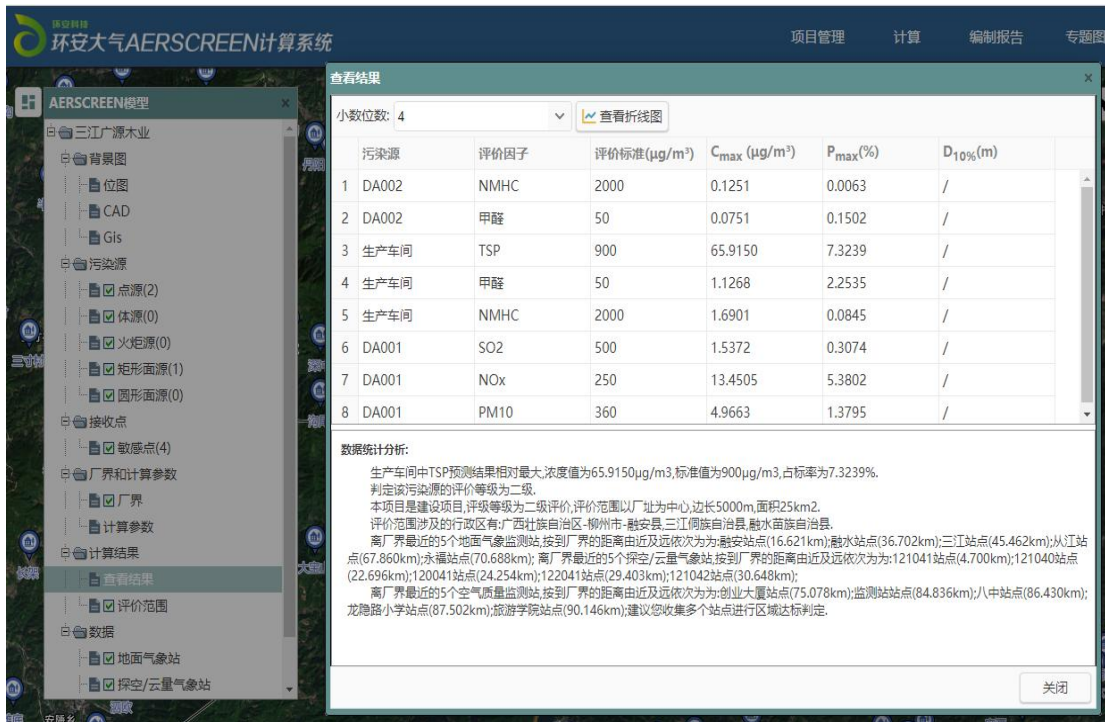 环安科技
环安大气AERSCREEN计算系统
项目管理 计算 编制报告 专题图
AERSCREEN模型 ×
三江广源木业
背景图
位图
CAD
Gis
污染源
点源(2)
体源(0)
火炬源(0)
矩形面源(1)
圆形面源(0)
接收点
敏感点(4)
厂界和计算参数
厂界
计算参数
计算结果
查看结果
评价范围
数据
地面气象站
探空/云量气象站
查看结果 ×
小数位数: 4 查看折线图
污染源 评价因子 评价标准(μg/m³) Cmax (μg/m³) Pmax(%) D10%(m)
1 DA002 NMHC 2000 0.1251 0.0063 /
2 DA002 甲醛 50 0.0751 0.1502 /
3 生产车间 TSP 900 65.9150 7.3239 /
4 生产车间 甲醛 50 1.1268 2.2535 /
5 生产车间 NMHC 2000 1.6901 0.0845 /
6 DA001 SO2 500 1.5372 0.3074 /
7 DA001 NOx 250 13.4505 5.3802 /
8 DA001 PM10 360 4.9663 1.3795 /
数据统计分析:
生产车间中TSP预测结果相对最大,浓度值为65.9150μg/m3,标准值为900μg/m3,占标率为7.3239%.
判定该污染源的评价等级为二级.
本项目是建设项目,评级等级为二级评价,评价范围以厂址为中心,边长5000m,面积25km2.
评价范围涉及的行政区有:广西壮族自治区-柳州市-融安县,三江侗族自治县,融水苗族自治县.
离厂界最近的5个地面气象监测站,按到厂界的距离由近及远依次为为:融安站点(16.621km);融水站点(36.702km);三江站点(45.462km);从江站
点(67.860km);永福站点(70.688km); 离厂界最近的5个探空/云量气象站,按到厂界的距离由近及远依次为为:121041站点(4.700km);121040站点
(22.696km);120041站点(24.254km);122041站点(29.403km);121042站点(30.648km);
离厂界最近的5个空气质量监测站,按到厂界的距离由近及远依次为为:创业大厦站点(75.078km);监测站站点(84.836km);八中站点(86.430km);
龙隐路小学站点(87.502km);旅游学院站点(90.146km);建议您收集多个站点进行区域达标判定.
关闭